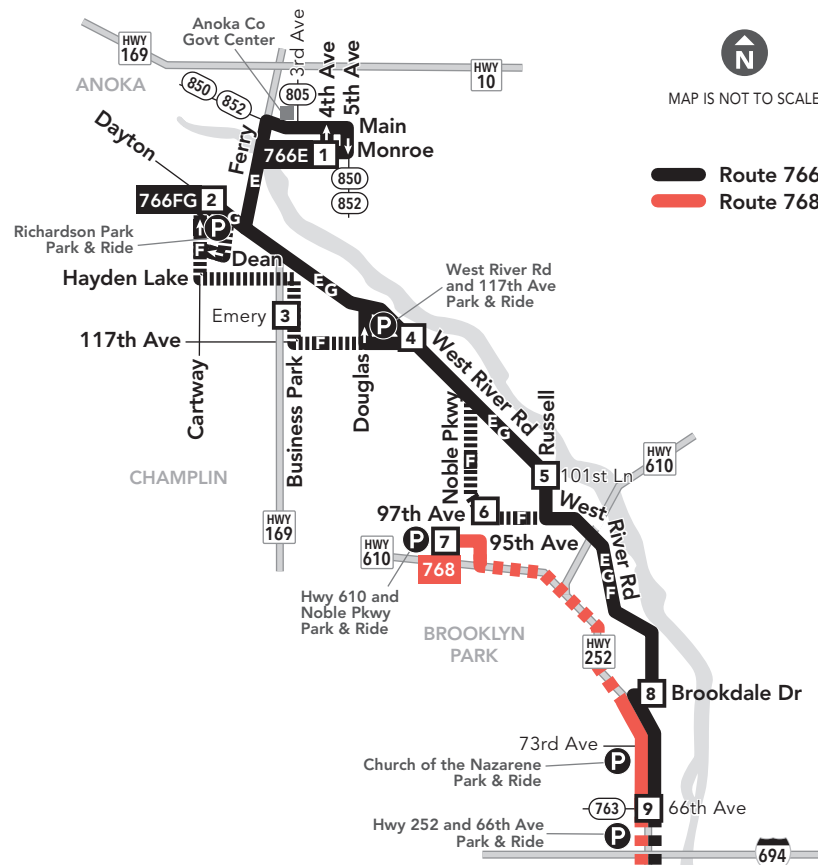 Anoka Co
Govt Center
3rd Ave
4th Ave
5th Ave
HWY
169
ANOKA
HWY
10
N
MAP IS NOT TO SCALE
850
852
805
Main
Monroe
Ferry
766E
1
E
850
852
Route 766
Route 768
Dayton
766FG
2
G
P
Richardson Park
Park & Ride
F
Dean
Hayden Lake
E
G
West River Rd
and 117th Ave
Park & Ride
Emery
3
P
4
117th Ave
F
Cartway
Business Park
Douglas
West River Rd
E
G
Noble Pkwy
F
Russell
HWY
610
CHAMPLIN
5
101st Ln
97th Ave
6
F
West River Rd
HWY
169
P
7
95th Ave
HWY
610
768
E
G
F
Hwy 610 and
Noble Pkwy
Park & Ride
BROOKLYN
PARK
HWY
252
8
Brookdale Dr
73rd Ave
P
Church of the Nazarene
Park & Ride
763
9
66th Ave
Hwy 252 and 66th Ave
Park & Ride
P
694